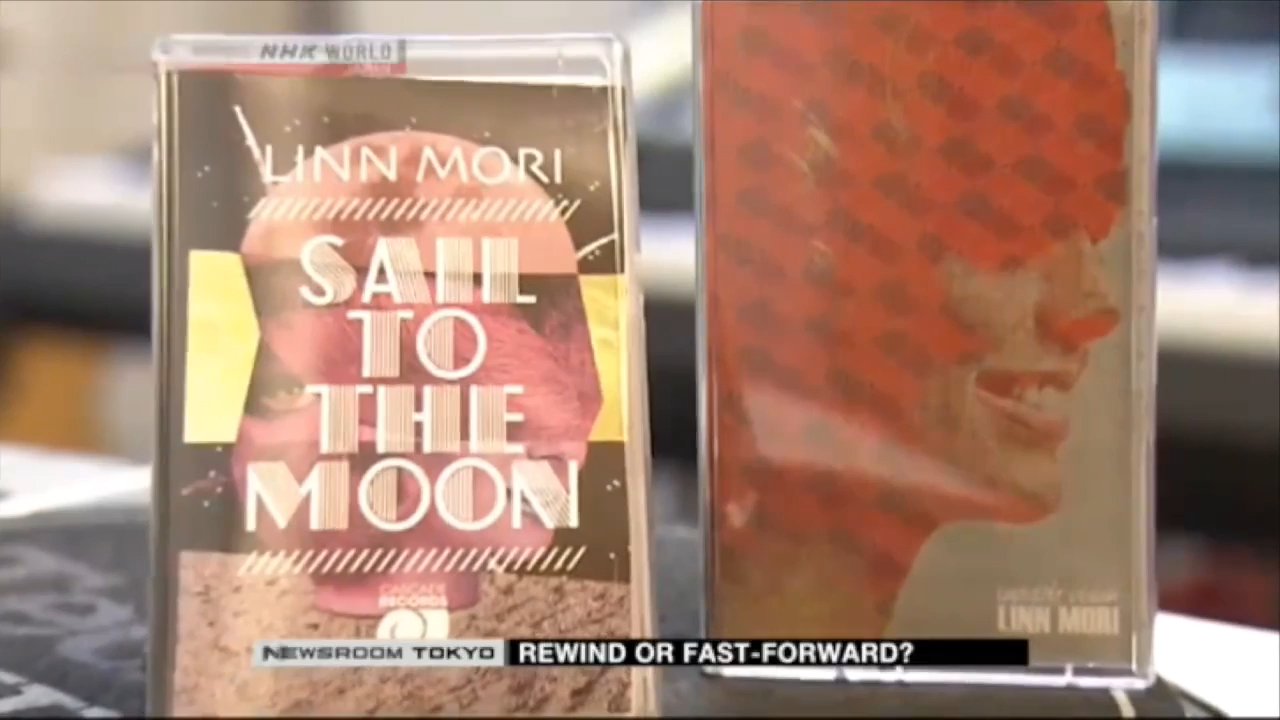 NHK WORLD
LINN MORI
SAIL
TO
THE
MOON
CASCADE
RECORDS
LINN MORI
NEWSROOM TOKYO
REWIND OR FAST-FORWARD?